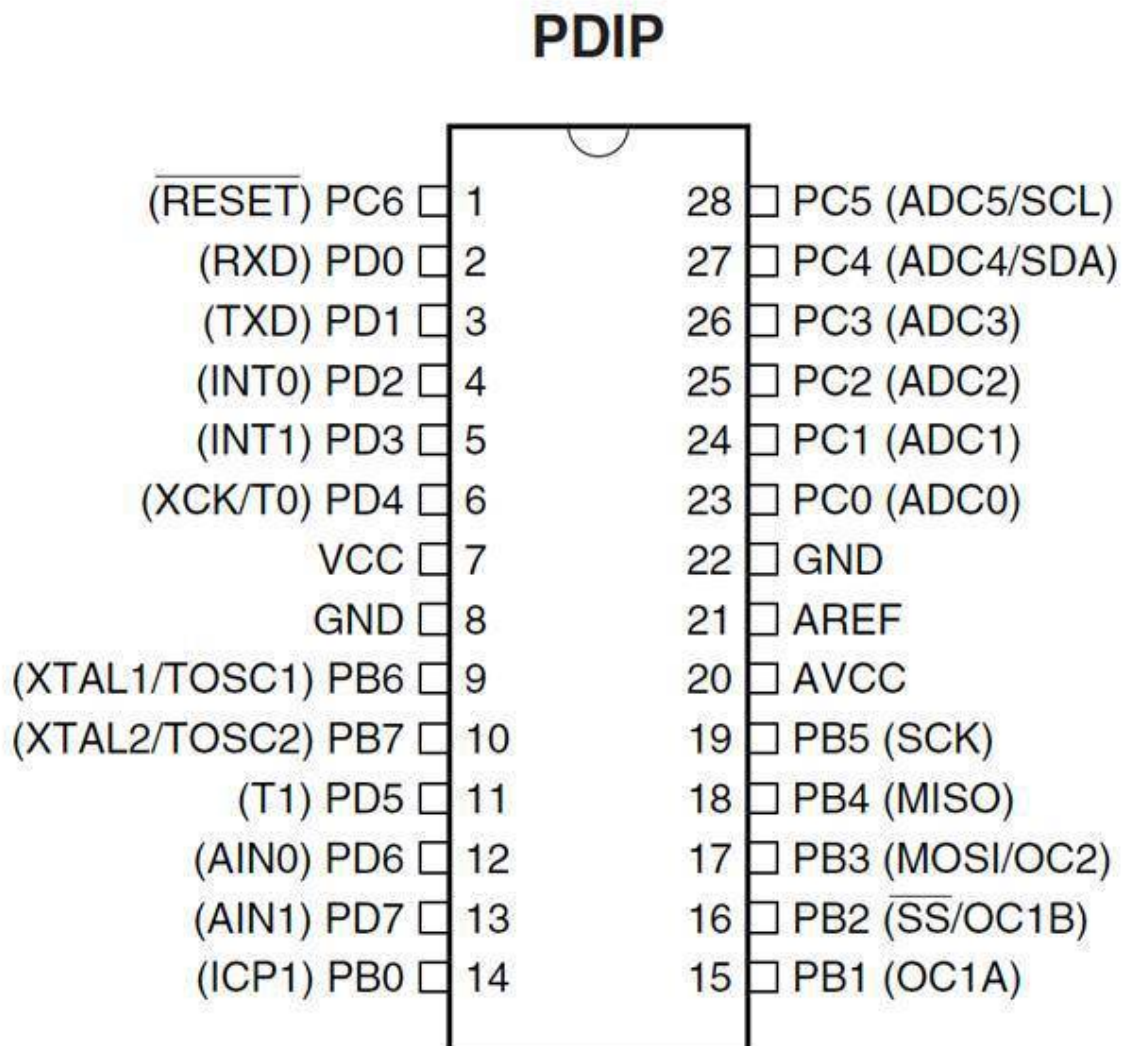 PDIP
(RESET) PC6 1 28 PC5 (ADC5/SCL)
(RXD) PD0 2 27 PC4 (ADC4/SDA)
(TXD) PD1 3 26 PC3 (ADC3)
(INT0) PD2 4 25 PC2 (ADC2)
(INT1) PD3 5 24 PC1 (ADC1)
(XCK/T0) PD4 6 23 PC0 (ADC0)
VCC 7 22 GND
GND 8 21 AREF
(XTAL1/TOSC1) PB6 9 20 AVCC
(XTAL2/TOSC2) PB7 10 19 PB5 (SCK)
(T1) PD5 11 18 PB4 (MISO)
(AIN0) PD6 12 17 PB3 (MOSI/OC2)
(AIN1) PD7 13 16 PB2 (SS/OC1B)
(ICP1) PB0 14 15 PB1 (OC1A)